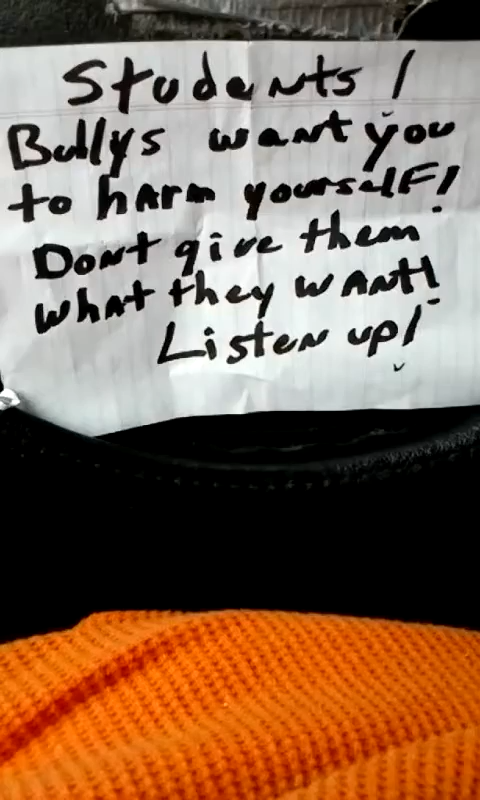 Students!
Bullys want you
to harm yourself!
Dont give them
what they want!
Listen up!